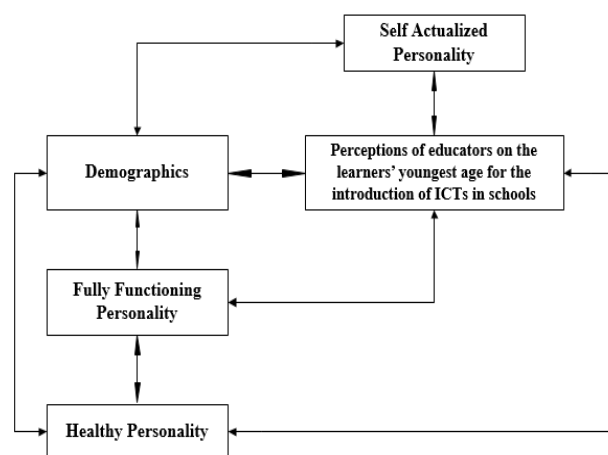 Self Actualized
Personality
Demographics
Perceptions of educators on the
learners' youngest age for the
introduction of ICTs in schools
Fully Functioning
Personality
Healthy Personality